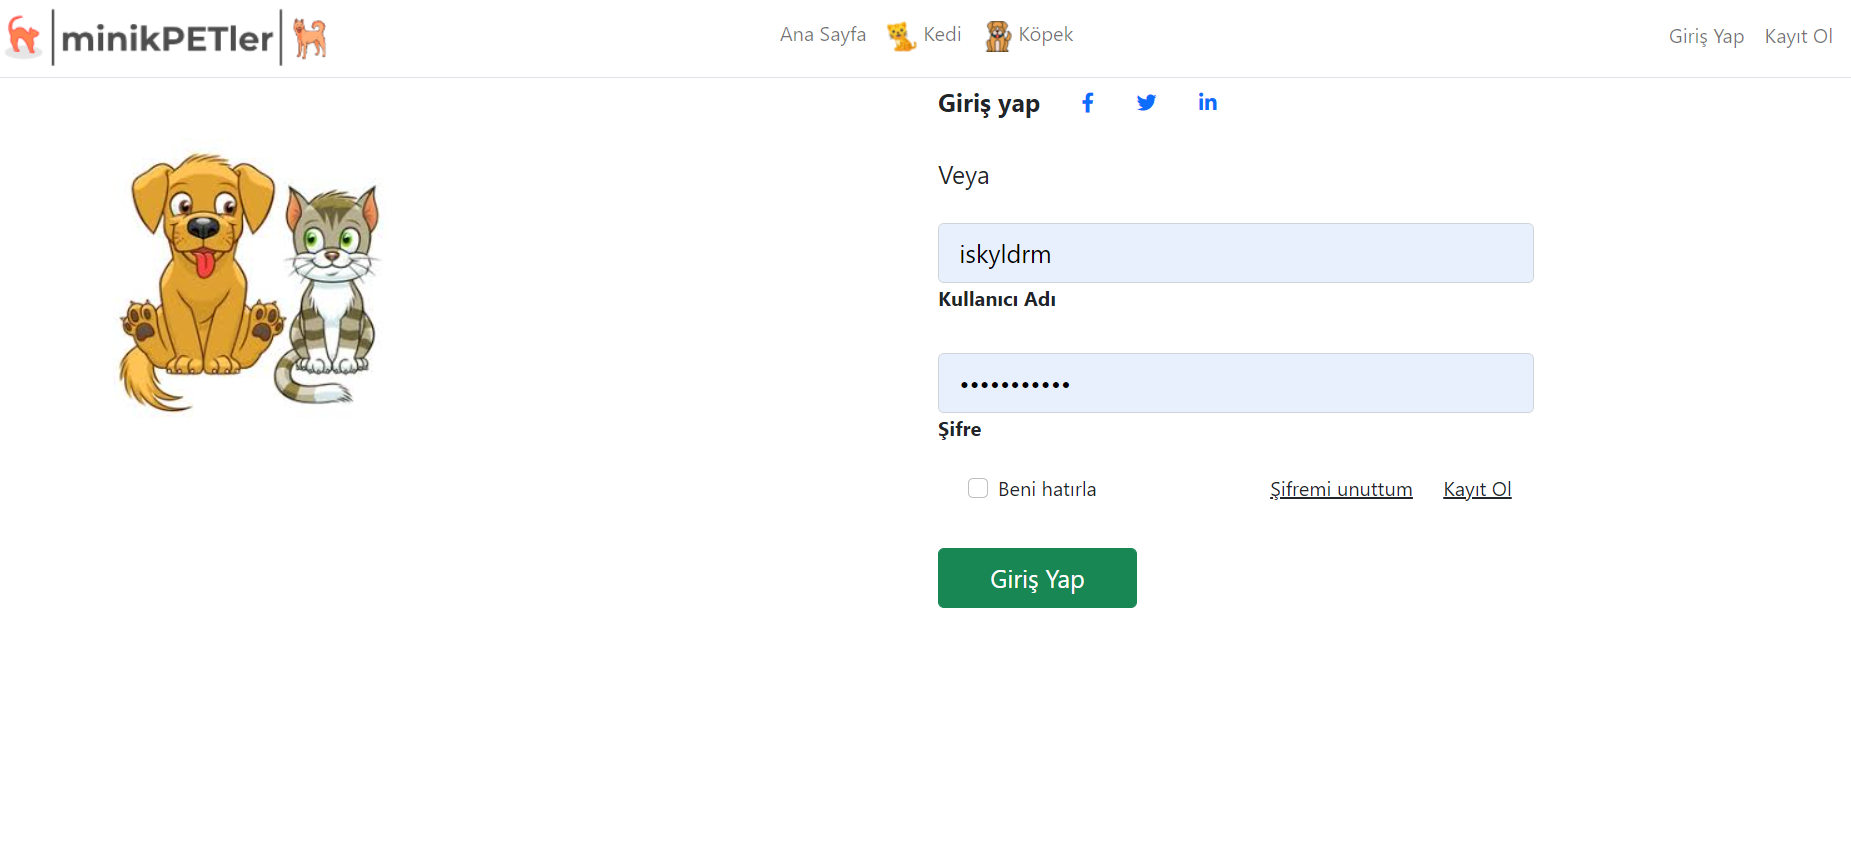 minikPETler
Ana Sayfa Kedi Köpek
Giriş Yap Kayıt Ol
Giriş yap
Veya
iskyldrm
Kullanıcı Adı
•••••••••••
Şifre
Beni hatırla Şifremi unuttum Kayıt Ol
Giriş Yap